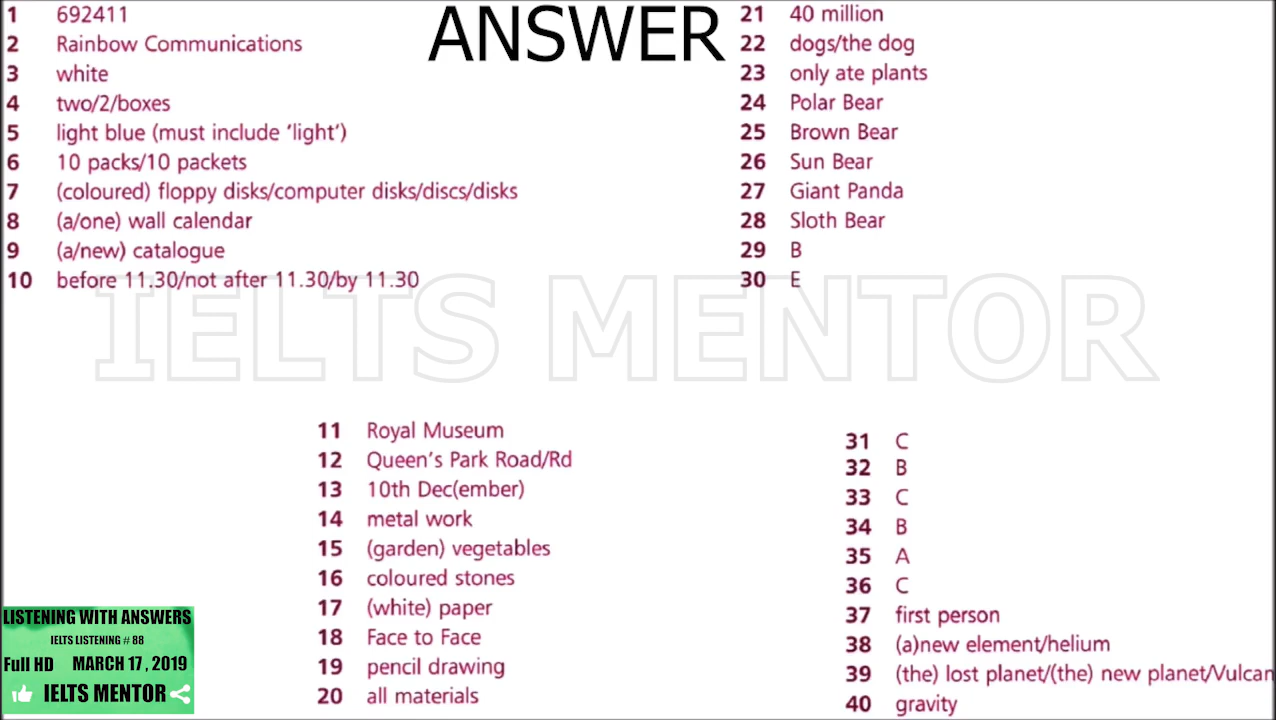 ANSWER
1 692411
2 Rainbow Communications
3 white
4 two/2/boxes
5 light blue (must include ‘light’)
6 10 packs/10 packets
7 (coloured) floppy disks/computer disks/discs/disks
8 (a/one) wall calendar
9 (a/new) catalogue
10 before 11.30/not after 11.30/by 11.30
21 40 million
22 dogs/the dog
23 only ate plants
24 Polar Bear
25 Brown Bear
26 Sun Bear
27 Giant Panda
28 Sloth Bear
29 B
30 E
IELTS MENTOR
11 Royal Museum
12 Queen’s Park Road/Rd
13 10th Dec(ember)
14 metal work
15 (garden) vegetables
16 coloured stones
17 (white) paper
18 Face to Face
19 pencil drawing
20 all materials
31 C
32 B
33 C
34 B
35 A
36 C
37 first person
38 (a)new element/helium
39 (the) lost planet/(the) new planet/Vulcan
40 gravity
LISTENING WITH ANSWERS
IELTS LISTENING # 88
Full HD MARCH 17, 2019
IELTS MENTOR